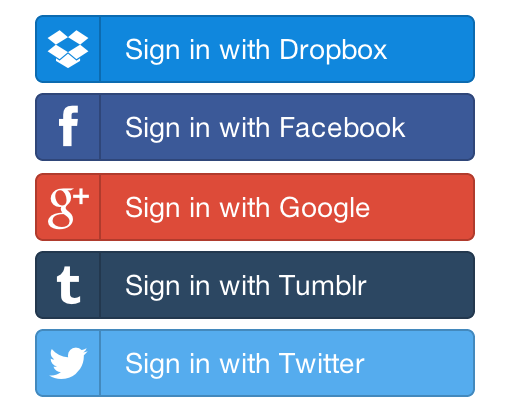 Sign in with Dropbox
f Sign in with Facebook
g+ Sign in with Google
t Sign in with Tumblr
Sign in with Twitter